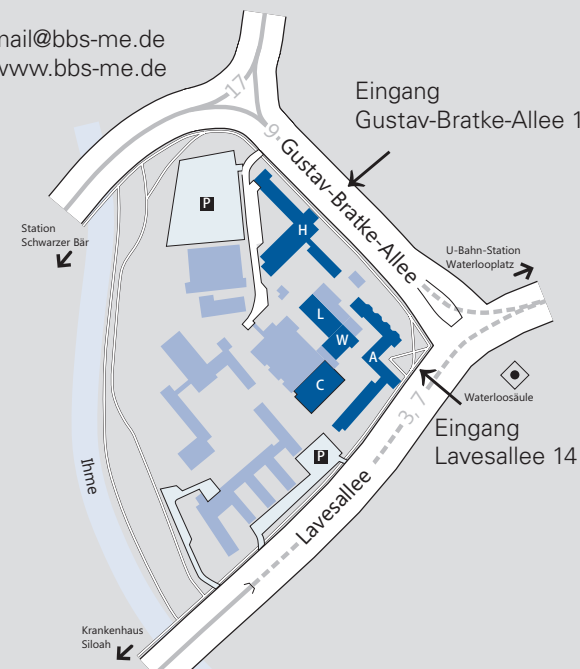 mail@bbs-me.de
www.bbs-me.de
17
9,
Eingang
Gustav-Bratke-Allee 1
Gustav-Bratke-Allee
P
H
Station
Schwarzer Bär
U-Bahn-Station
Waterlooplatz
L
W
A
C
Waterloosäule
3, 7
Eingang
Lavesallee 14
P
Ihme
Lavesallee
Krankenhaus
Siloah